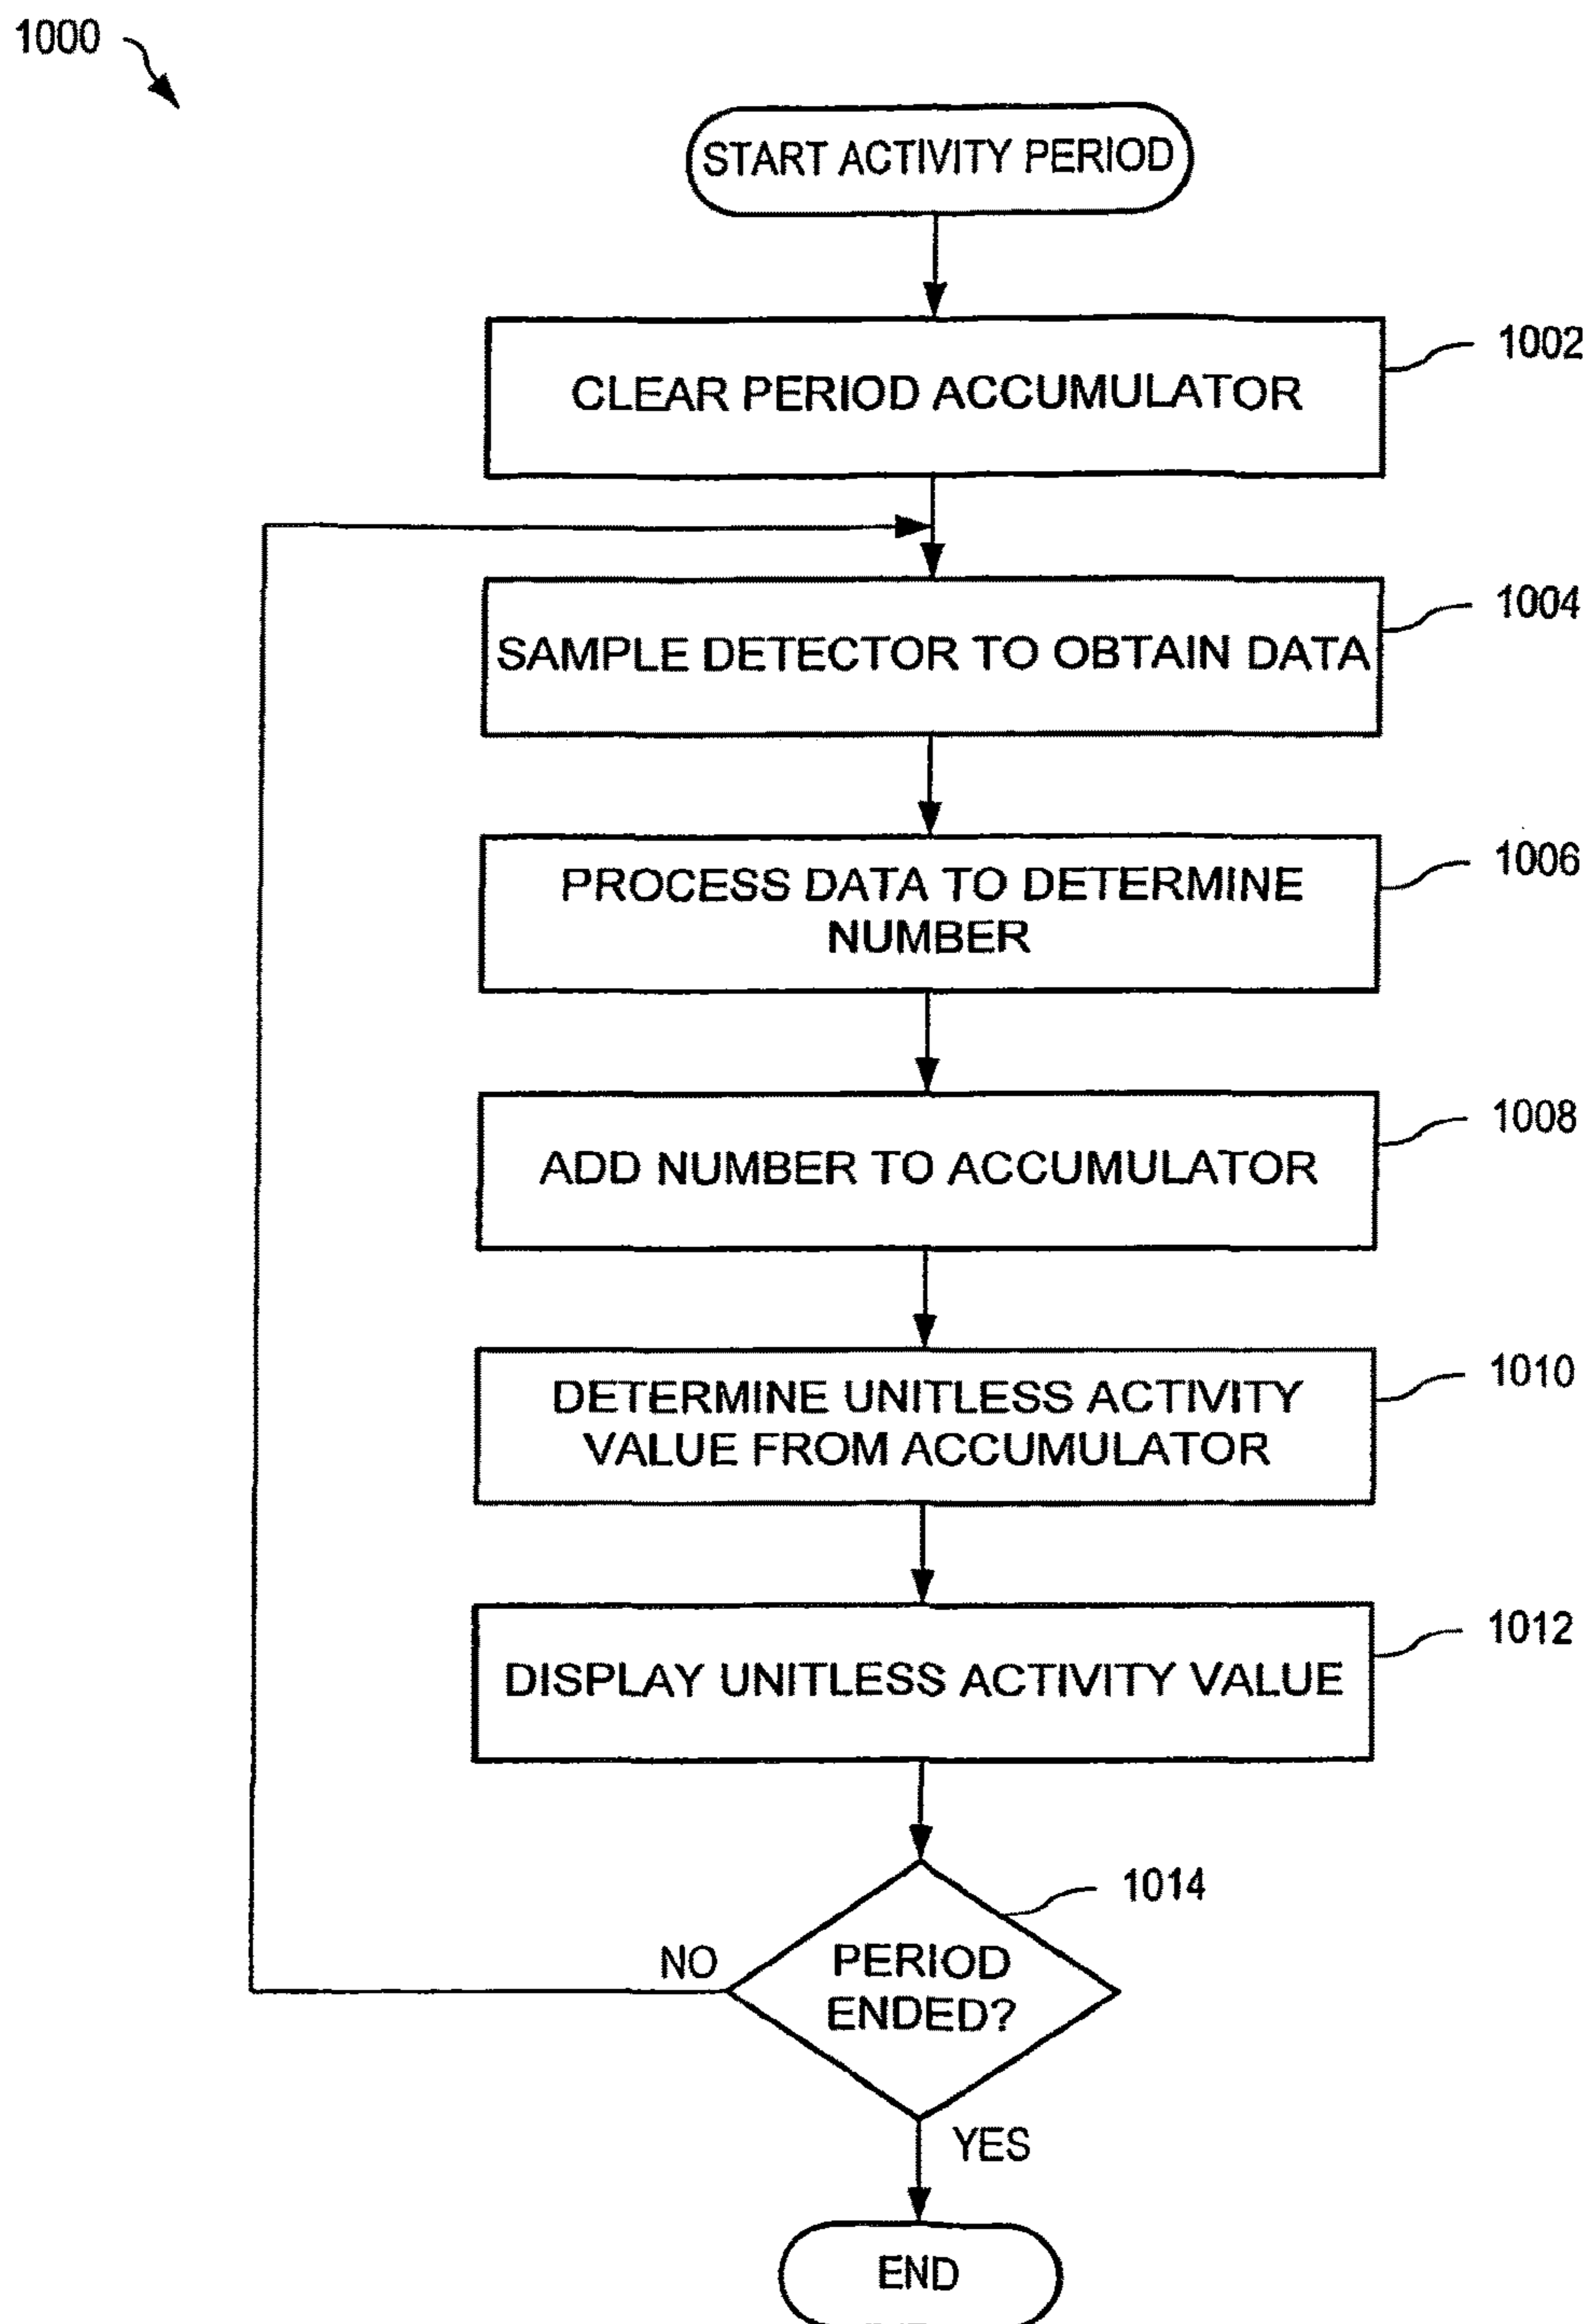 1000
START ACTIVITY PERIOD
1002
CLEAR PERIOD ACCUMULATOR
1004
SAMPLE DETECTOR TO OBTAIN DATA
1006
PROCESS DATA TO DETERMINE
NUMBER
1008
ADD NUMBER TO ACCUMULATOR
1010
DETERMINE UNITLESS ACTIVITY
VALUE FROM ACCUMULATOR
1012
DISPLAY UNITLESS ACTIVITY VALUE
1014
NO
PERIOD
ENDED?
YES
END